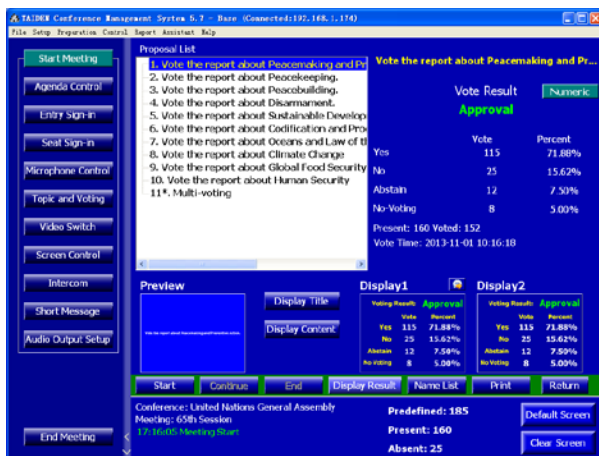 TAIDEN Conference Management System 5.7 - Base (Connected:192.168.1.174)
File Setup Preparation Control Report Assistant Help
Start Meeting
Agenda Control
Entry Sign-in
Seat Sign-in
Microphone Control
Topic and Voting
Video Switch
Screen Control
Intercom
Short Message
Audio Output Setup
End Meeting
Proposal List
1. Vote the report about Peacemaking and Pr
2. Vote the report about Peacekeeping.
3. Vote the report about Peacobuilding.
4. Vote the report about Disarmament.
5. Vote the report about Sustainable Develop
6. Vote the report about Codification and Pro
7. Vote the report about Oceans and Law of t
8. Vote the report about Climate Change
9. Vote the report about Global Food Security
10. Vote the report about Human Security
11*. Multi-voting
Vote the report about Peacemaking and Pr...
Vote Result Numeric
Approval
Vote Percent
Yes 115 71.88%
No 25 15.62%
Abstain 12 7.50%
No-Voting 8 5.00%
Present: 160 Voted: 152
Vote Time: 2013-11-01 10:16:18
Preview
Display Title
Display Content
Display1
Voting Result: Approval
Vote Percent
Yes 115 71.88%
No 25 15.62%
Abstain 12 7.50%
No Voting 8 5.00%
Display2
Voting Result: Approval
Vote Percent
Yes 115 71.88%
No 25 15.62%
Abstain 12 7.50%
No Voting 8 5.00%
Start Continue End Display Result Name List Print Return
Conference: United Nations General Assembly
Meeting: 65th Session
17:16:05 Meeting Start
Predefined: 185
Present: 160
Absent: 25
Default Screen
Clear Screen